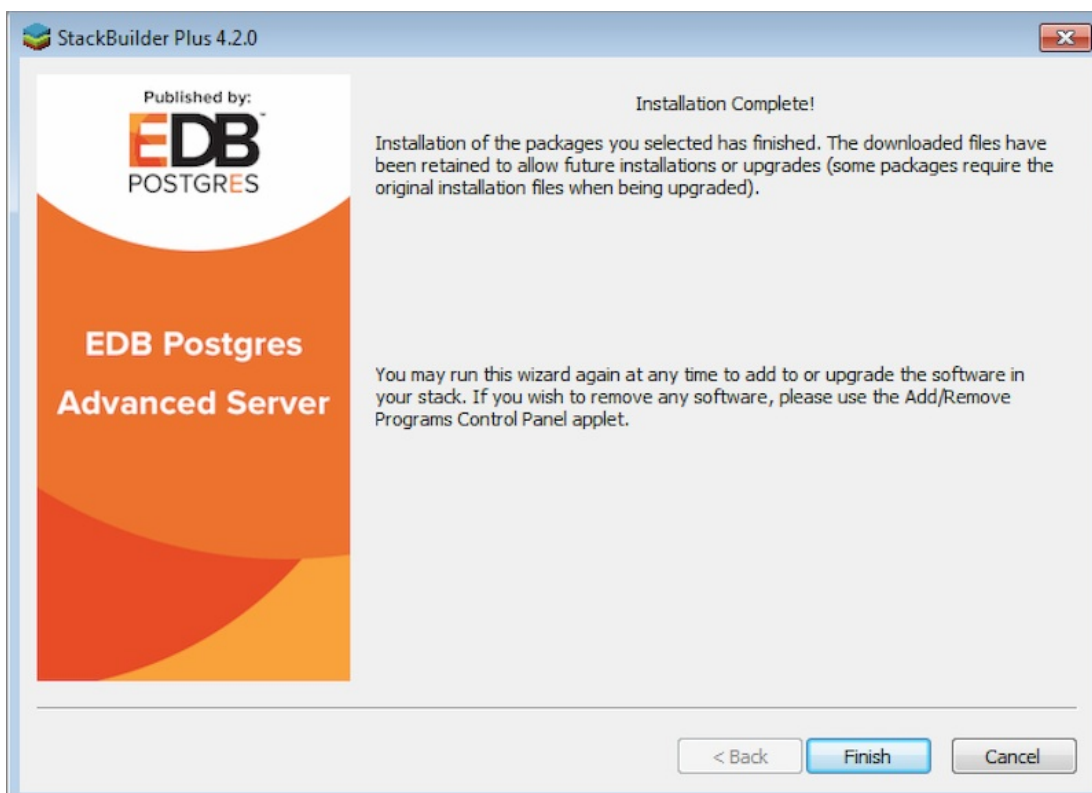 StackBuilder Plus 4.2.0
Published by:
EDB™
POSTGRES
EDB Postgres
Advanced Server
Installation Complete!
Installation of the packages you selected has finished. The downloaded files have
been retained to allow future installations or upgrades (some packages require the
original installation files when being upgraded).
You may run this wizard again at any time to add to or upgrade the software in
your stack. If you wish to remove any software, please use the Add/Remove
Programs Control Panel applet.
< Back
Finish
Cancel